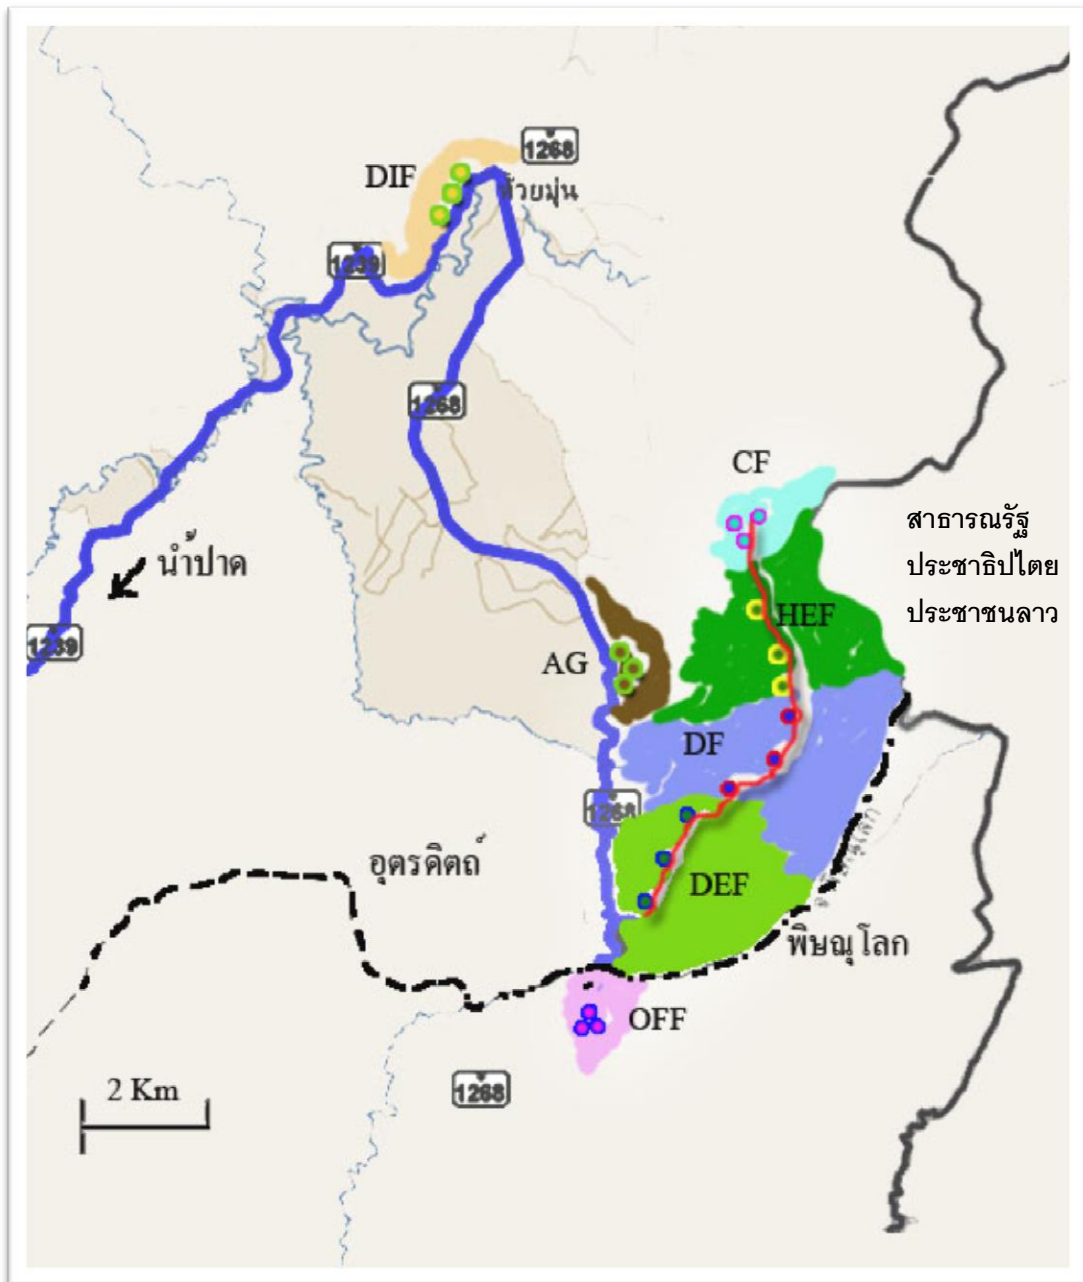 1268
DIF
ห้วยมุ่น
1239
1268
CF
สาธารณรัฐ
ประชาธิปไตย
ประชาชนลาว
น้ำปาด
HEF
1239
AG
DF
1268
อุตรดิตถ์
DEF
พิษณุโลก
OFF
2 Km
1268